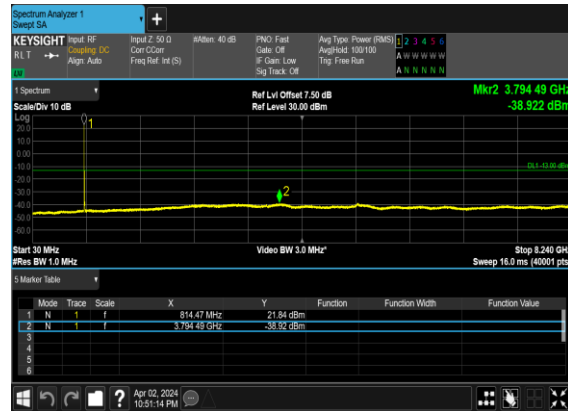 Spectrum Analyzer 1
Swept SA
+
KEYSIGHT Input: RF Input Z: 50 Ω #Atten: 40 dB PNO: Fast Avg Type: Power (RMS) 1 2 3 4 5 6
RLT Coupling: DC Corr CCorr Gate: Off Avg|Hold: 100/100 A W W W W W
Align: Auto Freq Ref: Int (S) IF Gain: Low Trig: Free Run
LW Sig Track: Off A N N N N N
1 Spectrum Ref Lvl Offset 7.50 dB Mkr2 3.794 49 GHz
Scale/Div 10 dB Ref Level 30.00 dBm -38.922 dBm
Log
1
20.0
10.0
0.00
-10.0
DL1 -13.00 dBm
-20.0
-30.0
2
-40.0
-50.0
-60.0
Start 30 MHz Video BW 3.0 MHz* Stop 8.240 GHz
#Res BW 1.0 MHz Sweep 16.0 ms (40001 pts)
5 Marker Table
Mode Trace Scale X Y Function Function Width Function Value
1 N 1 f 814.47 MHz 21.84 dBm
2 N 1 f 3.794 49 GHz -38.92 dBm
3
4
5
6
? Apr 02, 2024
10:51:14 PM